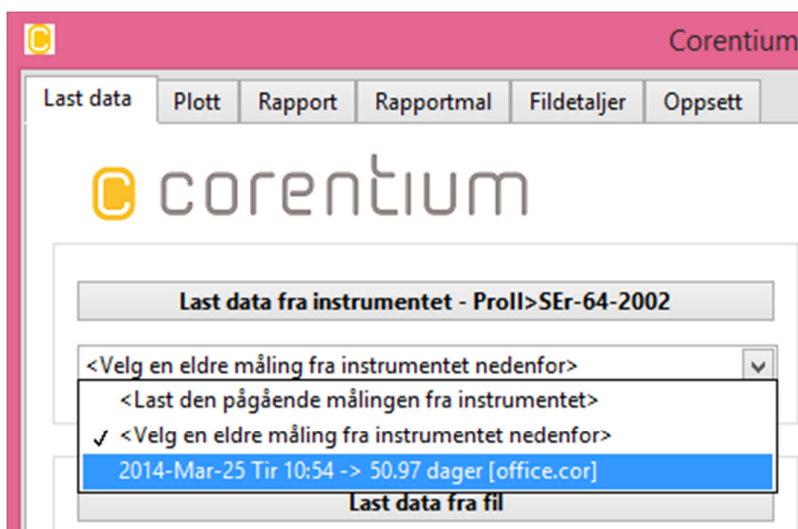 Corentium
Last data Plott Rapport Rapportmal Fildetaljer Oppsett
corentium
Last data fra instrumentet - ProII>SEr-64-2002
<Velg en eldre måling fra instrumentet nedenfor>
<Last den pågående målingen fra instrumentet>
✓ <Velg en eldre måling fra instrumentet nedenfor>
2014-Mar-25 Tir 10:54 -> 50.97 dager [office.cor]
Last data fra fil